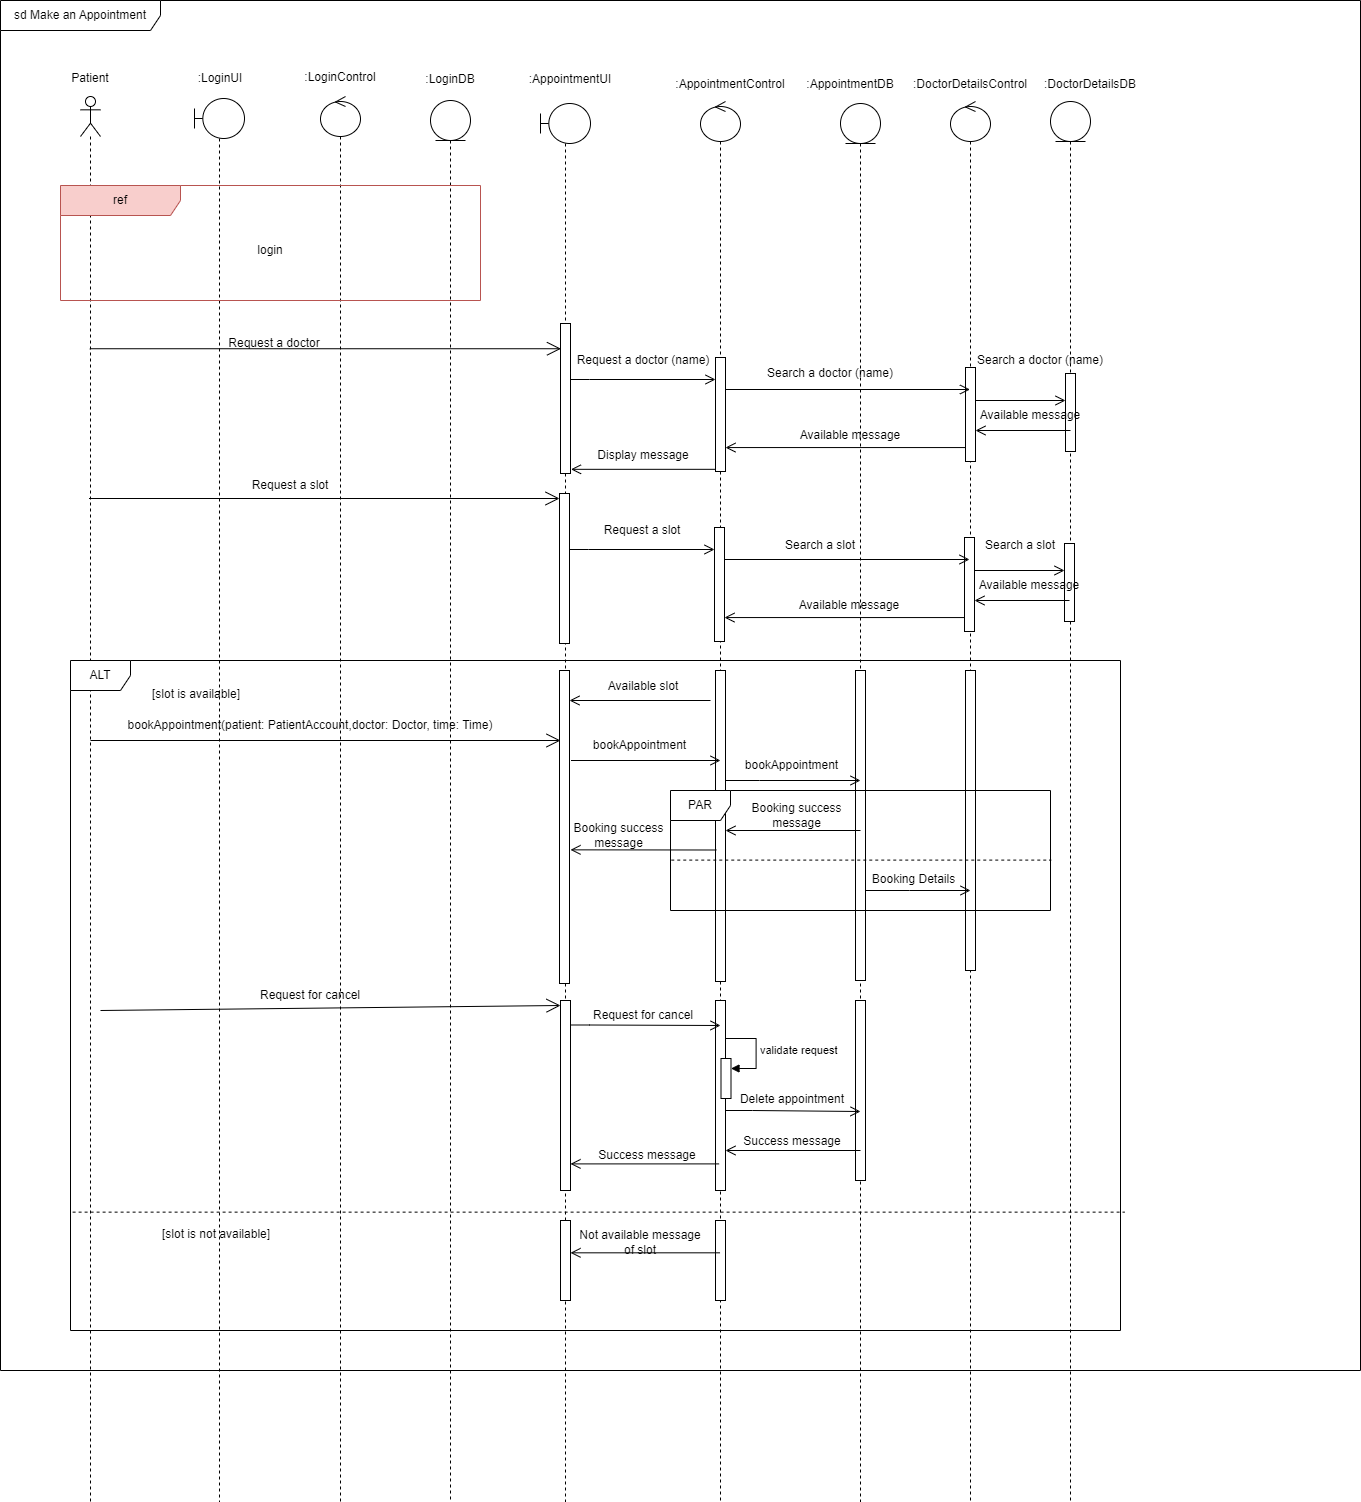 sd Make an Appointment
Patient
:LoginUI
:LoginControl
:LoginDB
:AppointmentUI
:AppointmentControl
:AppointmentDB
:DoctorDetailsControl
:DoctorDetailsDB
ref
login
Request a doctor
Request a doctor (name)
Search a doctor (name)
Search a doctor (name)
Available message
Available message
Display message
Request a slot
Request a slot
Search a slot
Search a slot
Available message
Available message
ALT
[slot is available]
Available slot
bookAppointment(patient: PatientAccount,doctor: Doctor, time: Time)
bookAppointment
bookAppointment
PAR
Booking success
message
Booking success
message
Booking Details
Request for cancel
Request for cancel
validate request
Delete appointment
Success message
Success message
[slot is not available]
Not available message
of slot